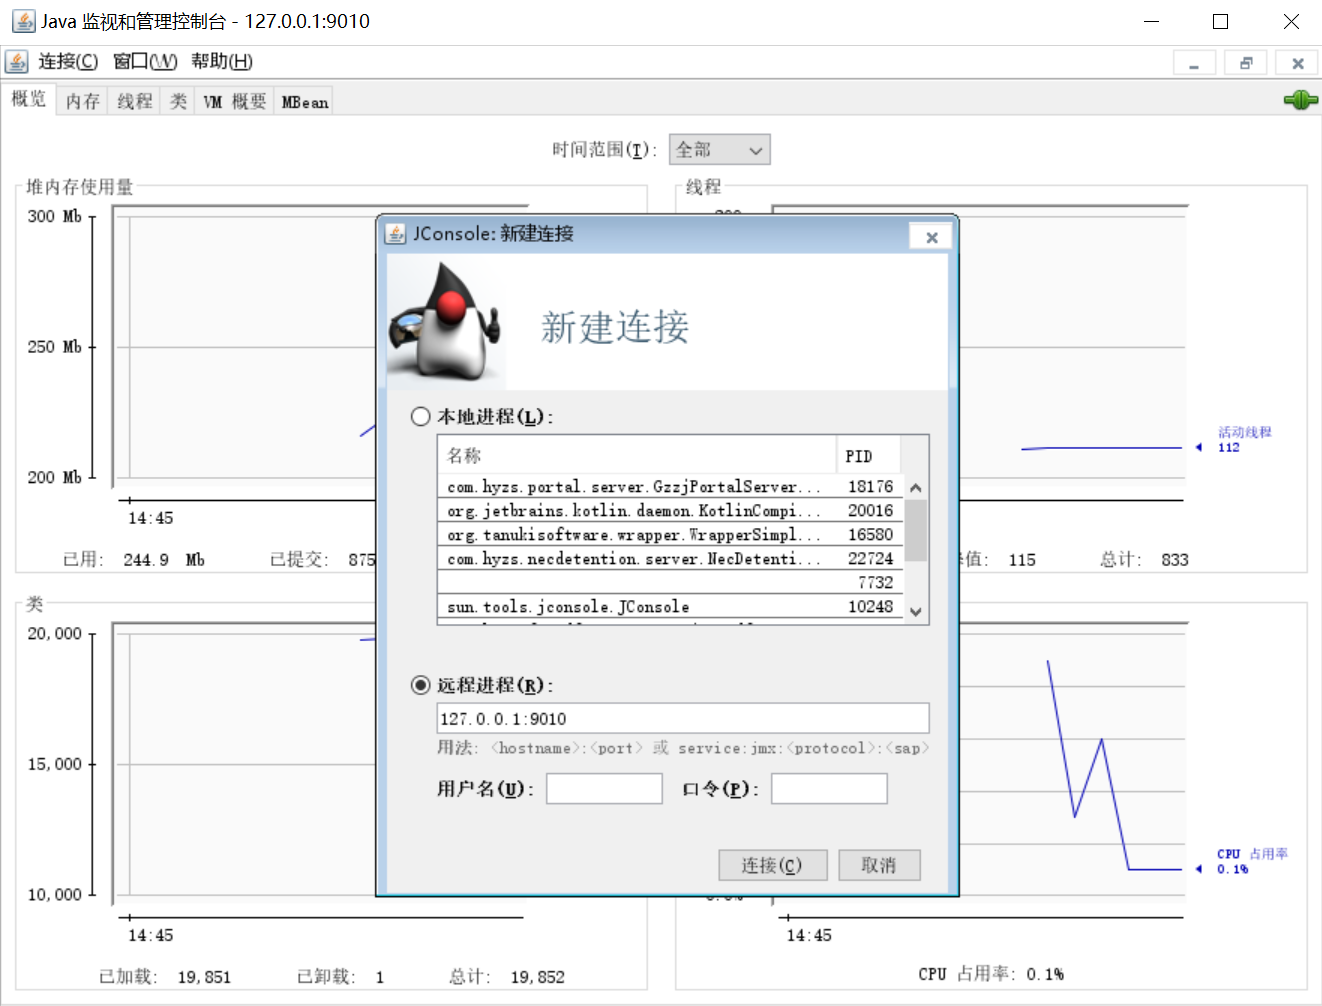 Java 监视和管理控制台 - 127.0.0.1:9010
连接(C) 窗口(W) 帮助(H)
概览 内存 线程 类 VM 概要 MBean
时间范围(T): 全部
堆内存使用量
300 Mb
250 Mb
200 Mb
14:45
已用: 244.9 Mb 已提交: 875
线程
活动线程
112
值: 115 总计: 833
JConsole: 新建连接
新建连接
本地进程(L):
名称 PID
com.hyzs.portal.server.GzzjPortalServer... 18176
org.jetbrains.kotlin.daemon.KotlinCompi... 20016
org.tanukisoftware.wrapper.WrapperSimpl... 16580
com.hyzs.necdetention.server.NecDetenti... 22724
7732
sun.tools.jconsole.JConsole 10248
远程进程(R):
127.0.0.1:9010
用法: <hostname>:<port> 或 service:jmx:<protocol>:<sap>
用户名(U): 口令(P):
连接(C) 取消
类
20,000
15,000
10,000
14:45
已加载: 19,851 已卸载: 1 总计: 19,852
CPU 占用率
0.1%
14:45
CPU 占用率: 0.1%